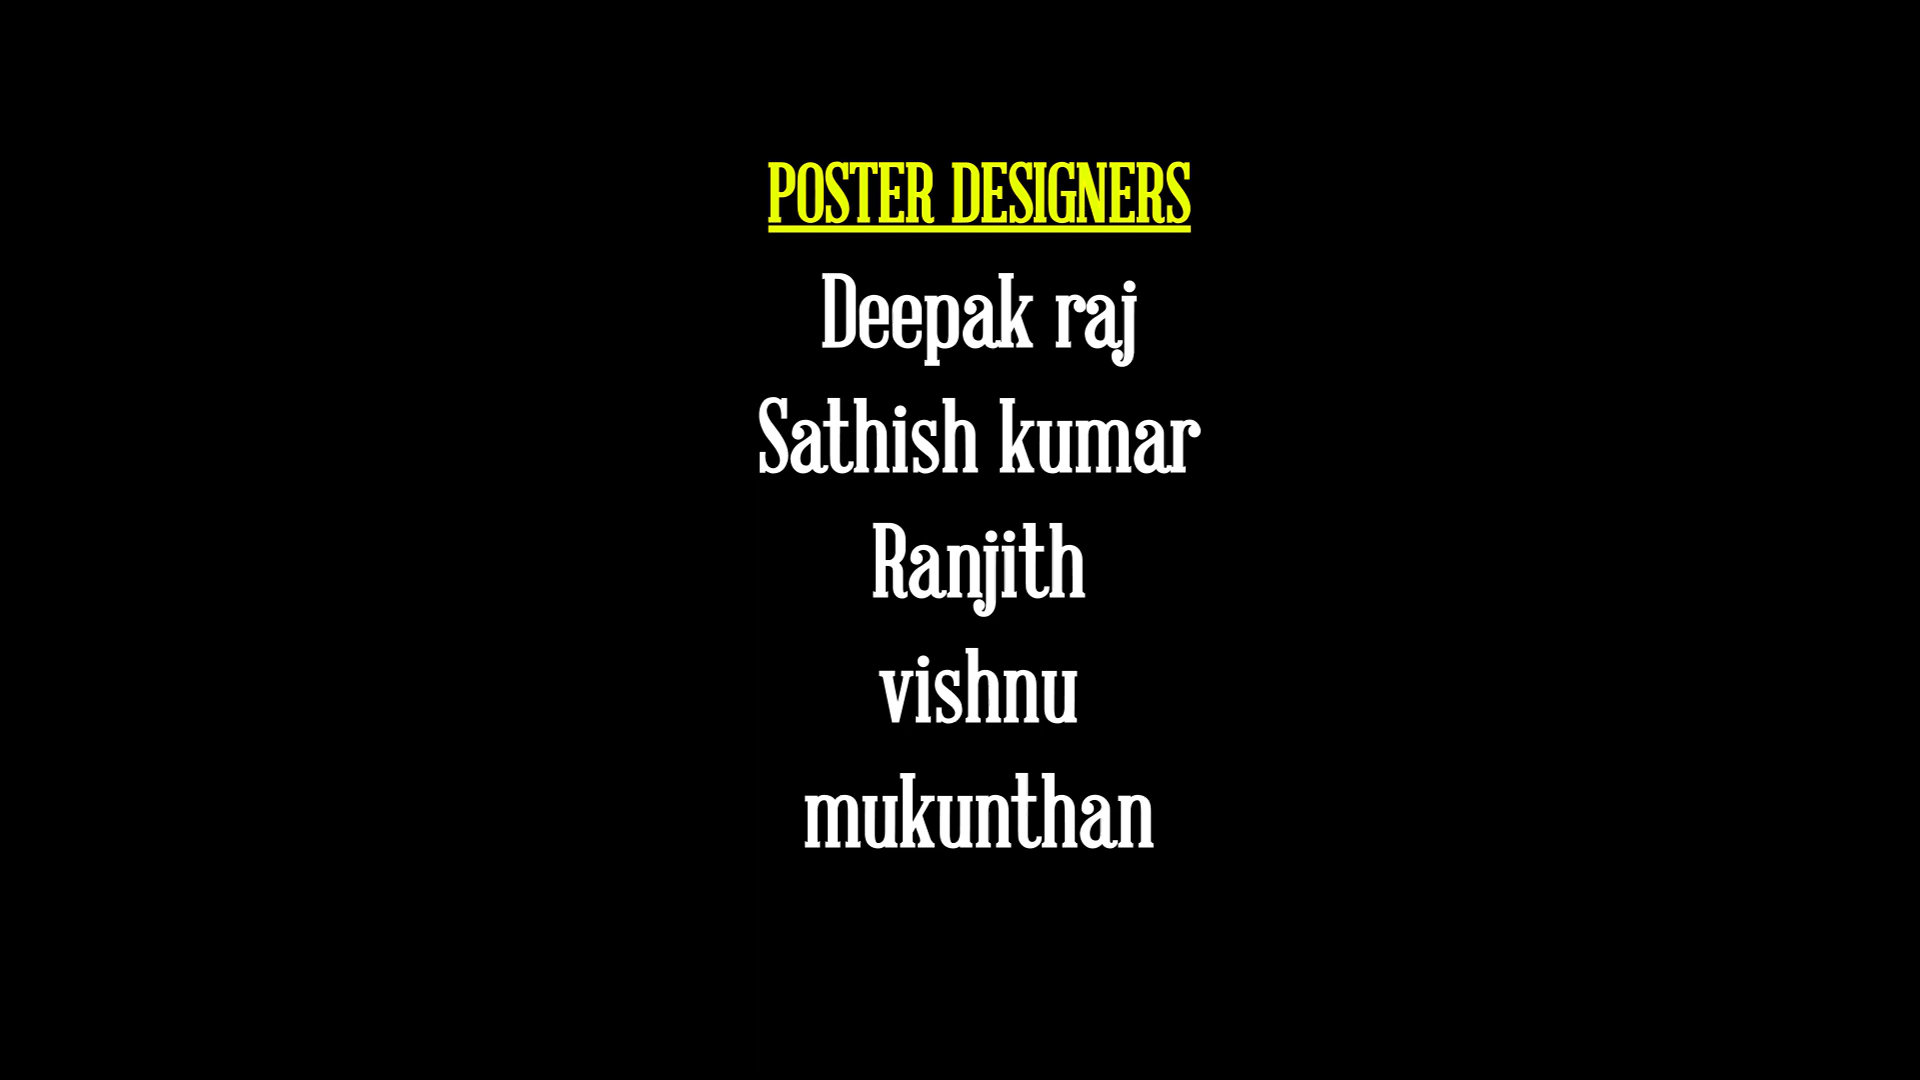 POSTER DESIGNERS
Deepak raj
Sathish kumar
Ranjith
vishnu
mukunthan